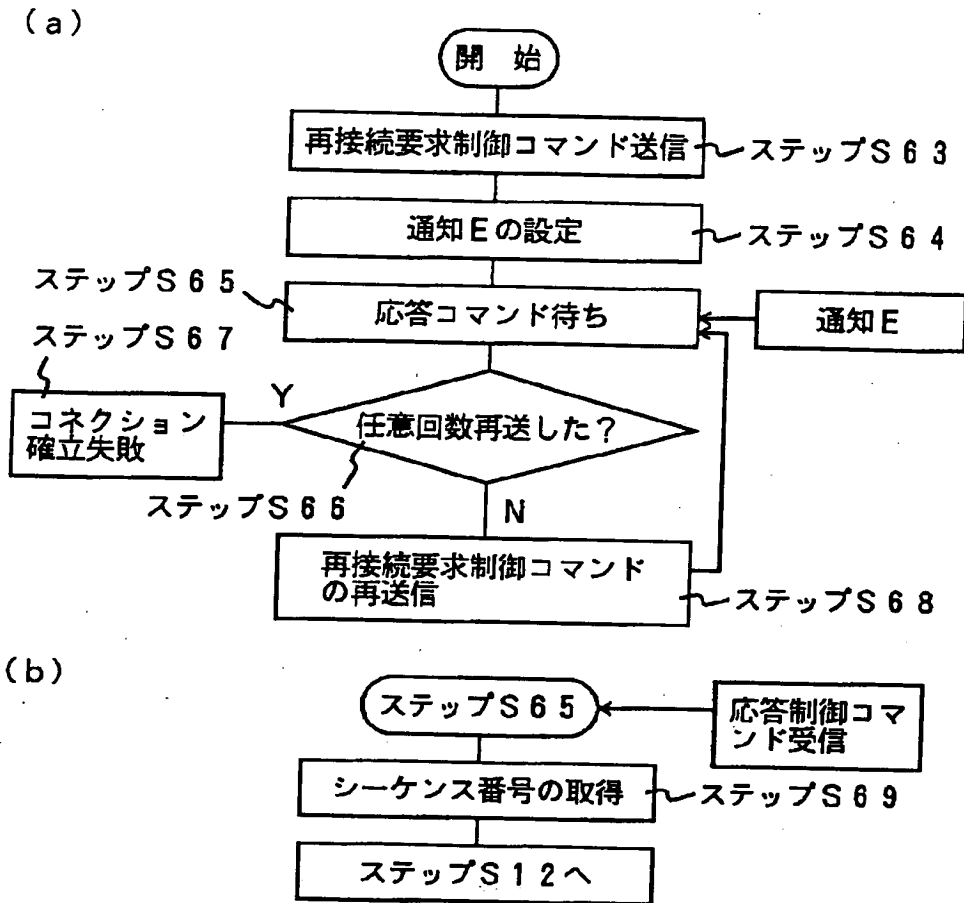 (a)
開 始
再接続要求制御コマンド送信
ステップS63
通知Eの設定
ステップS64
ステップS65
応答コマンド待ち
通知E
ステップS67
Y
コネクション
確立失敗
任意回数再送した?
ステップS66
N
再接続要求制御コマンド
の再送信
ステップS68
(b)
ステップS65
応答制御コマ
ンド受信
シーケンス番号の取得
ステップS69
ステップS12へ